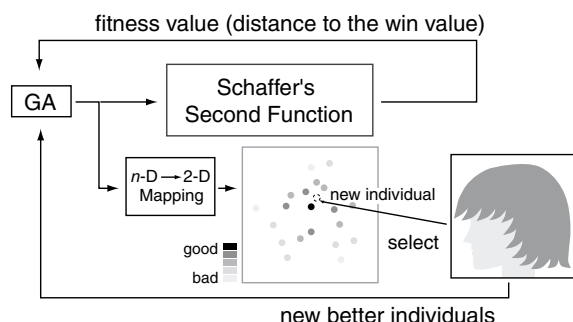 fitness value (distance to the win value)
GA
Schaffer's
Second Function
n-D → 2-D
Mapping
new individual
select
good
bad
new better individuals